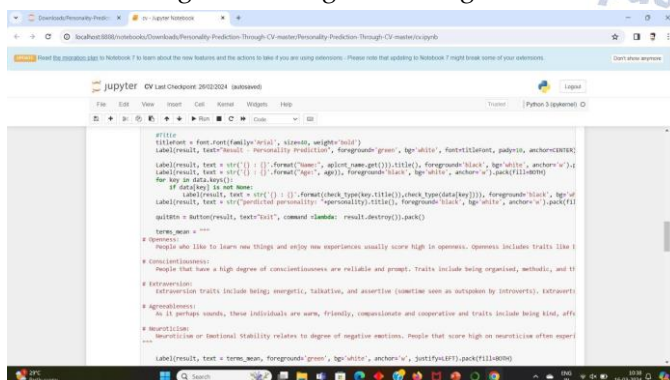 Downloads/Personality-Predic
cv - Jupyter Notebook
localhost:8888/notebooks/Downloads/Personality-Prediction-Through-CV-master/Personality-Prediction-Through-CV-master/cv.ipynb
Read the migration plan to Notebook 7 to learn about the new features and the actions to take if you are using extensions. - Please note that updating to Notebook 7 might break some of your extensions.
Don't show anymore
jupyter CV Last Checkpoint: 26/02/2024 (autosaved)
Logout
File Edit View Insert Cell Kernel Widgets Help
Trusted Python 3 (ipykernel)
Run Code
#Title
titleFont = font.Font(family='Arial', size=40, weight='bold')
Label(result, text="Result - Personality Prediction", foreground='green', bg='white', font=titleFont, pady=10, anchor=CENTER)
Label(result, text = str('{} : {}'.format("Name:", aplcnt_name.get())).title(), foreground='black', bg='white', anchor='w').p
Label(result, text = str('{} : {}'.format("Age:", age)), foreground='black', bg='white', anchor='w').pack(fill=BOTH)
for key in data.keys():
if data[key] is not None:
Label(result, text = str('{} : {}'.format(check_type(key.title()),check_type(data[key]))), foreground='black', bg='wh
Label(result, text = str("perdicted personality: "+personality).title(), foreground='black', bg='white', anchor='w').pack(fil
quitBtn = Button(result, text="Exit", command =lambda: result.destroy()).pack()
terms_mean = """
# Openness:
People who like to learn new things and enjoy new experiences usually score high in openness. Openness includes traits like
# Conscientiousness:
People that have a high degree of conscientiousness are reliable and prompt. Traits include being organised, methodic, and th
# Extraversion:
Extraversion traits include being; energetic, talkative, and assertive (sometime seen as outspoken by introverts). Extraverts
# Agreeableness:
As it perhaps sounds, these individuals are warm, friendly, compassionate and cooperative and traits include being kind, affe
# Neuroticism:
Neuroticism or Emotional Stability relates to degree of negative emotions. People that score high on neuroticism often experi
"""
Label(result, text = terms_mean, foreground='green', bg='white', anchor='w', justify=LEFT).pack(fill=BOTH)
29°C
Search
ENG
IN
10:38